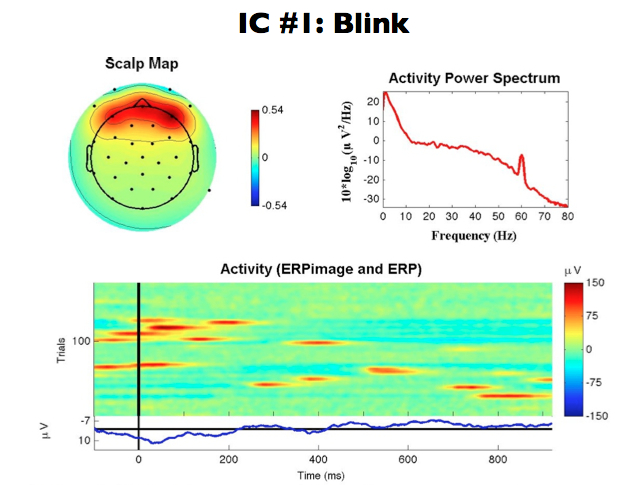 IC #1: Blink
Scalp Map
0.54
0
-0.54
Activity Power Spectrum
10*log10(μ V2/Hz)
20
10
0
-10
-20
-30
0 10 20 30 40 50 60 70 80
Frequency (Hz)
Activity (ERPimage and ERP)
Trials
100
μV
150
75
0
-75
-150
μV
-7
10
0 200 400 600 800
Time (ms)